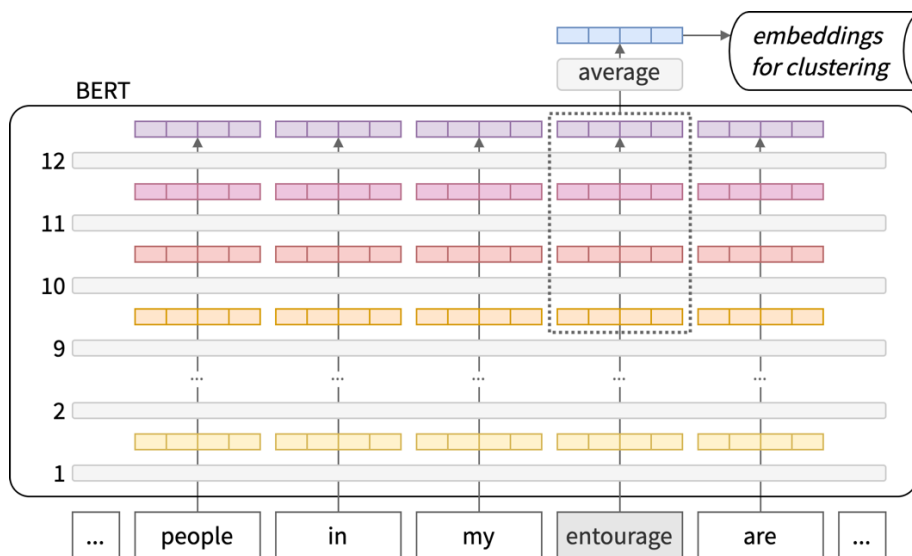 embeddings
for clustering
average
BERT
12
11
10
9
... ... ... ... ...
2
1
... people in my entourage are ...